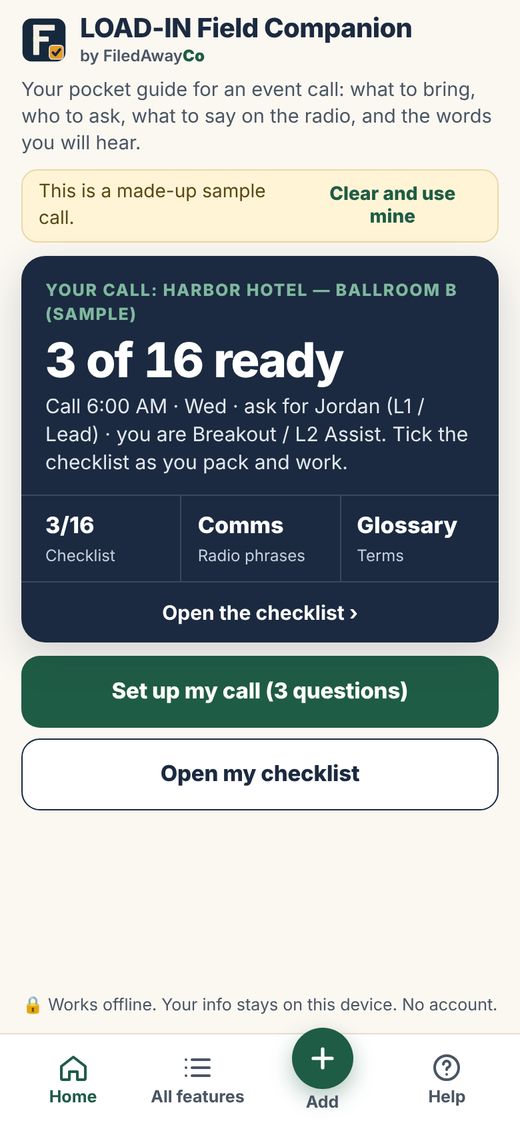 F
LOAD-IN Field Companion
by FiledAwayCo
Your pocket guide for an event call: what to bring,
who to ask, what to say on the radio, and the words
you will hear.
This is a made-up sample
call.
Clear and use
mine
YOUR CALL: HARBOR HOTEL — BALLROOM B
(SAMPLE)
3 of 16 ready
Call 6:00 AM · Wed · ask for Jordan (L1 /
Lead) · you are Breakout / L2 Assist. Tick the
checklist as you pack and work.
3/16
Checklist
Comms
Radio phrases
Glossary
Terms
Open the checklist ›
Set up my call (3 questions)
Open my checklist
🔒 Works offline. Your info stays on this device. No account.
Home
All features
Add
Help